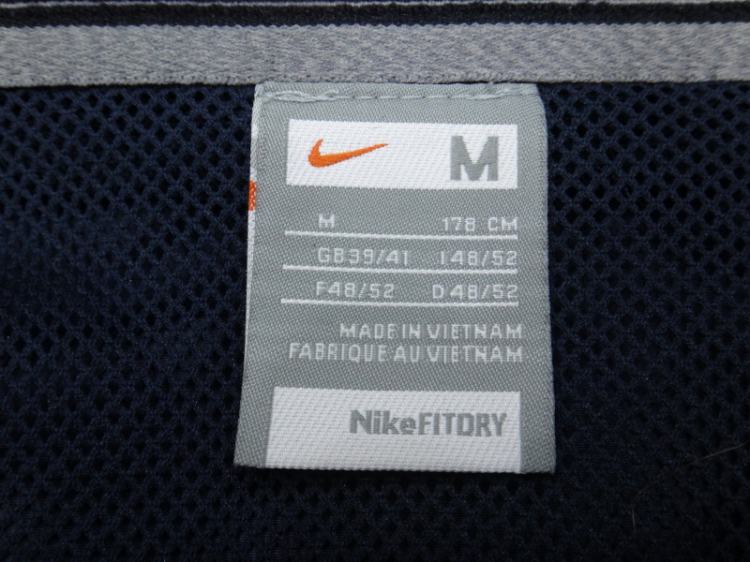 M
M 178 CM
GB39/41 I48/52
F48/52 D48/52
MADE IN VIETNAM
FABRIQUE AU VIETNAM
NikeFITDRY